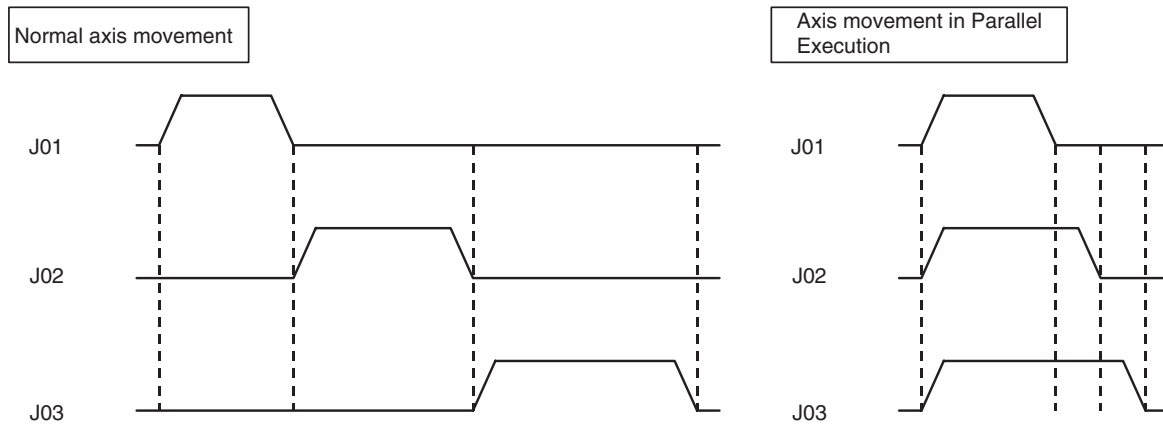 Normal axis movement
J01
J02
J03
Axis movement in Parallel
Execution
J01
J02
J03